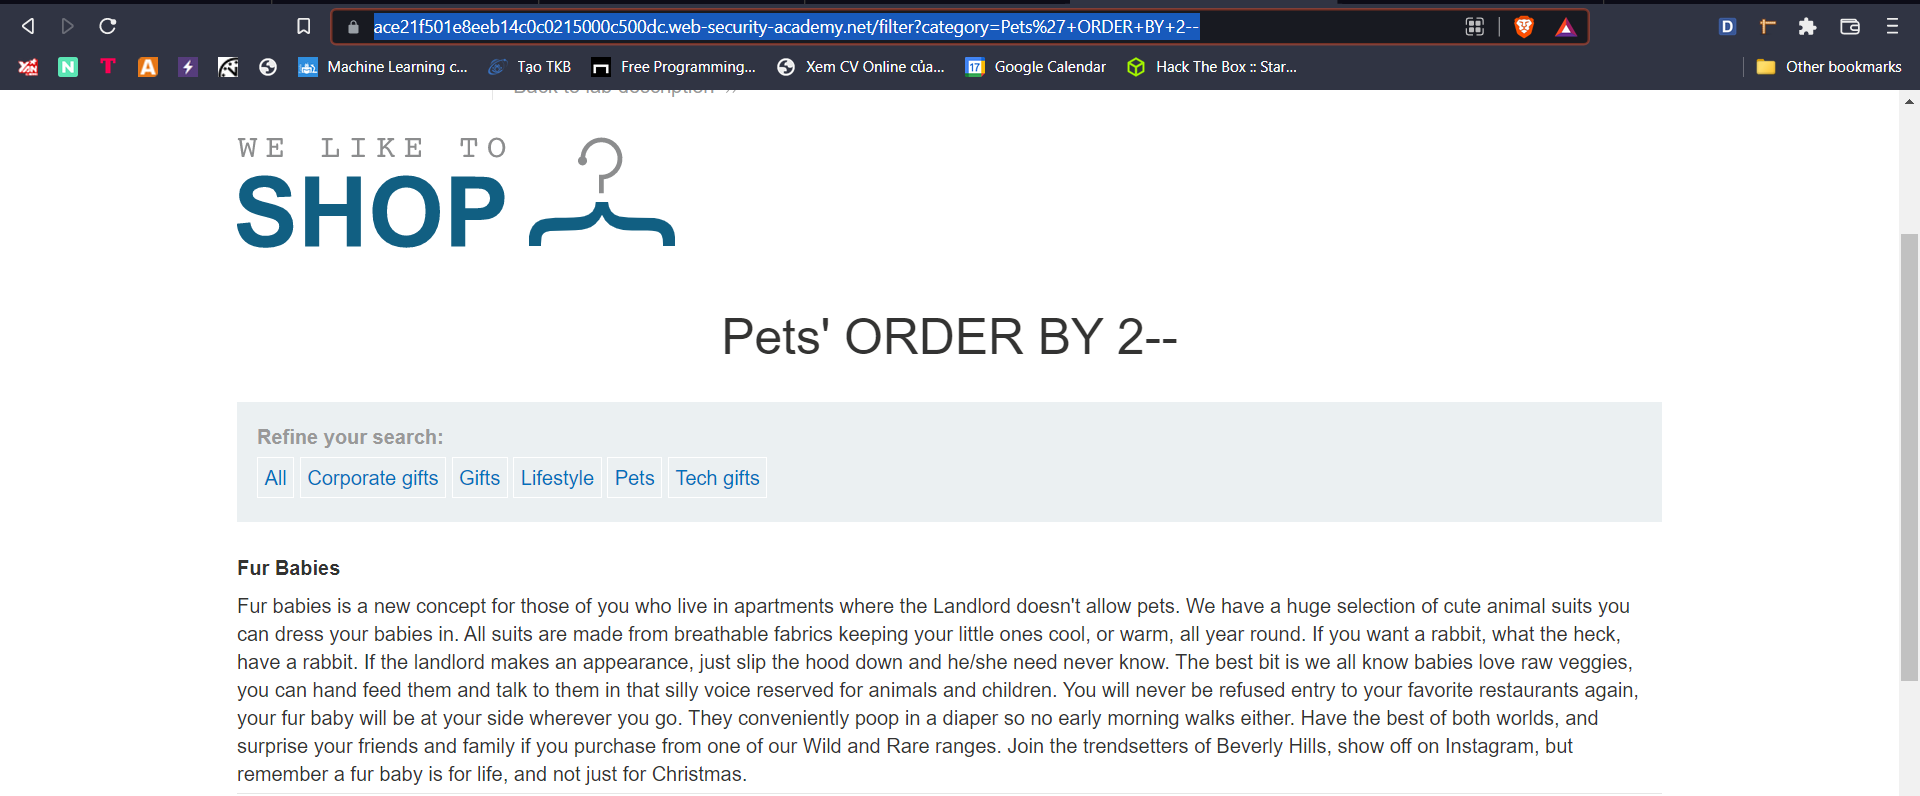 ace21f501e8eeb14c0c0215000c500dc.web-security-academy.net/filter?category=Pets%27+ORDER+BY+2--
Machine Learning c... Tạo TKB Free Programming... Xem CV Online của... 17 Google Calendar Hack The Box :: Star... Other bookmarks
Back to lab description
WE LIKE TO
SHOP
Pets' ORDER BY 2--
Refine your search:
All Corporate gifts Gifts Lifestyle Pets Tech gifts
Fur Babies
Fur babies is a new concept for those of you who live in apartments where the Landlord doesn't allow pets. We have a huge selection of cute animal suits you
can dress your babies in. All suits are made from breathable fabrics keeping your little ones cool, or warm, all year round. If you want a rabbit, what the heck,
have a rabbit. If the landlord makes an appearance, just slip the hood down and he/she need never know. The best bit is we all know babies love raw veggies,
you can hand feed them and talk to them in that silly voice reserved for animals and children. You will never be refused entry to your favorite restaurants again,
your fur baby will be at your side wherever you go. They conveniently poop in a diaper so no early morning walks either. Have the best of both worlds, and
surprise your friends and family if you purchase from one of our Wild and Rare ranges. Join the trendsetters of Beverly Hills, show off on Instagram, but
remember a fur baby is for life, and not just for Christmas.